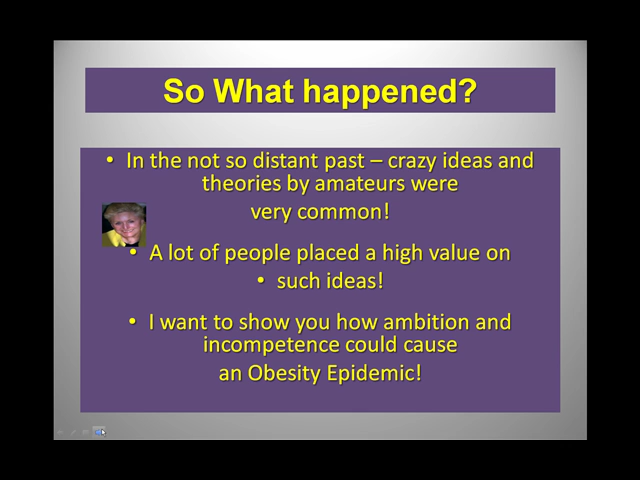 So What happened?
• In the not so distant past – crazy ideas and
theories by amateurs were
very common!
• A lot of people placed a high value on
• such ideas!
• I want to show you how ambition and
incompetence could cause
an Obesity Epidemic!